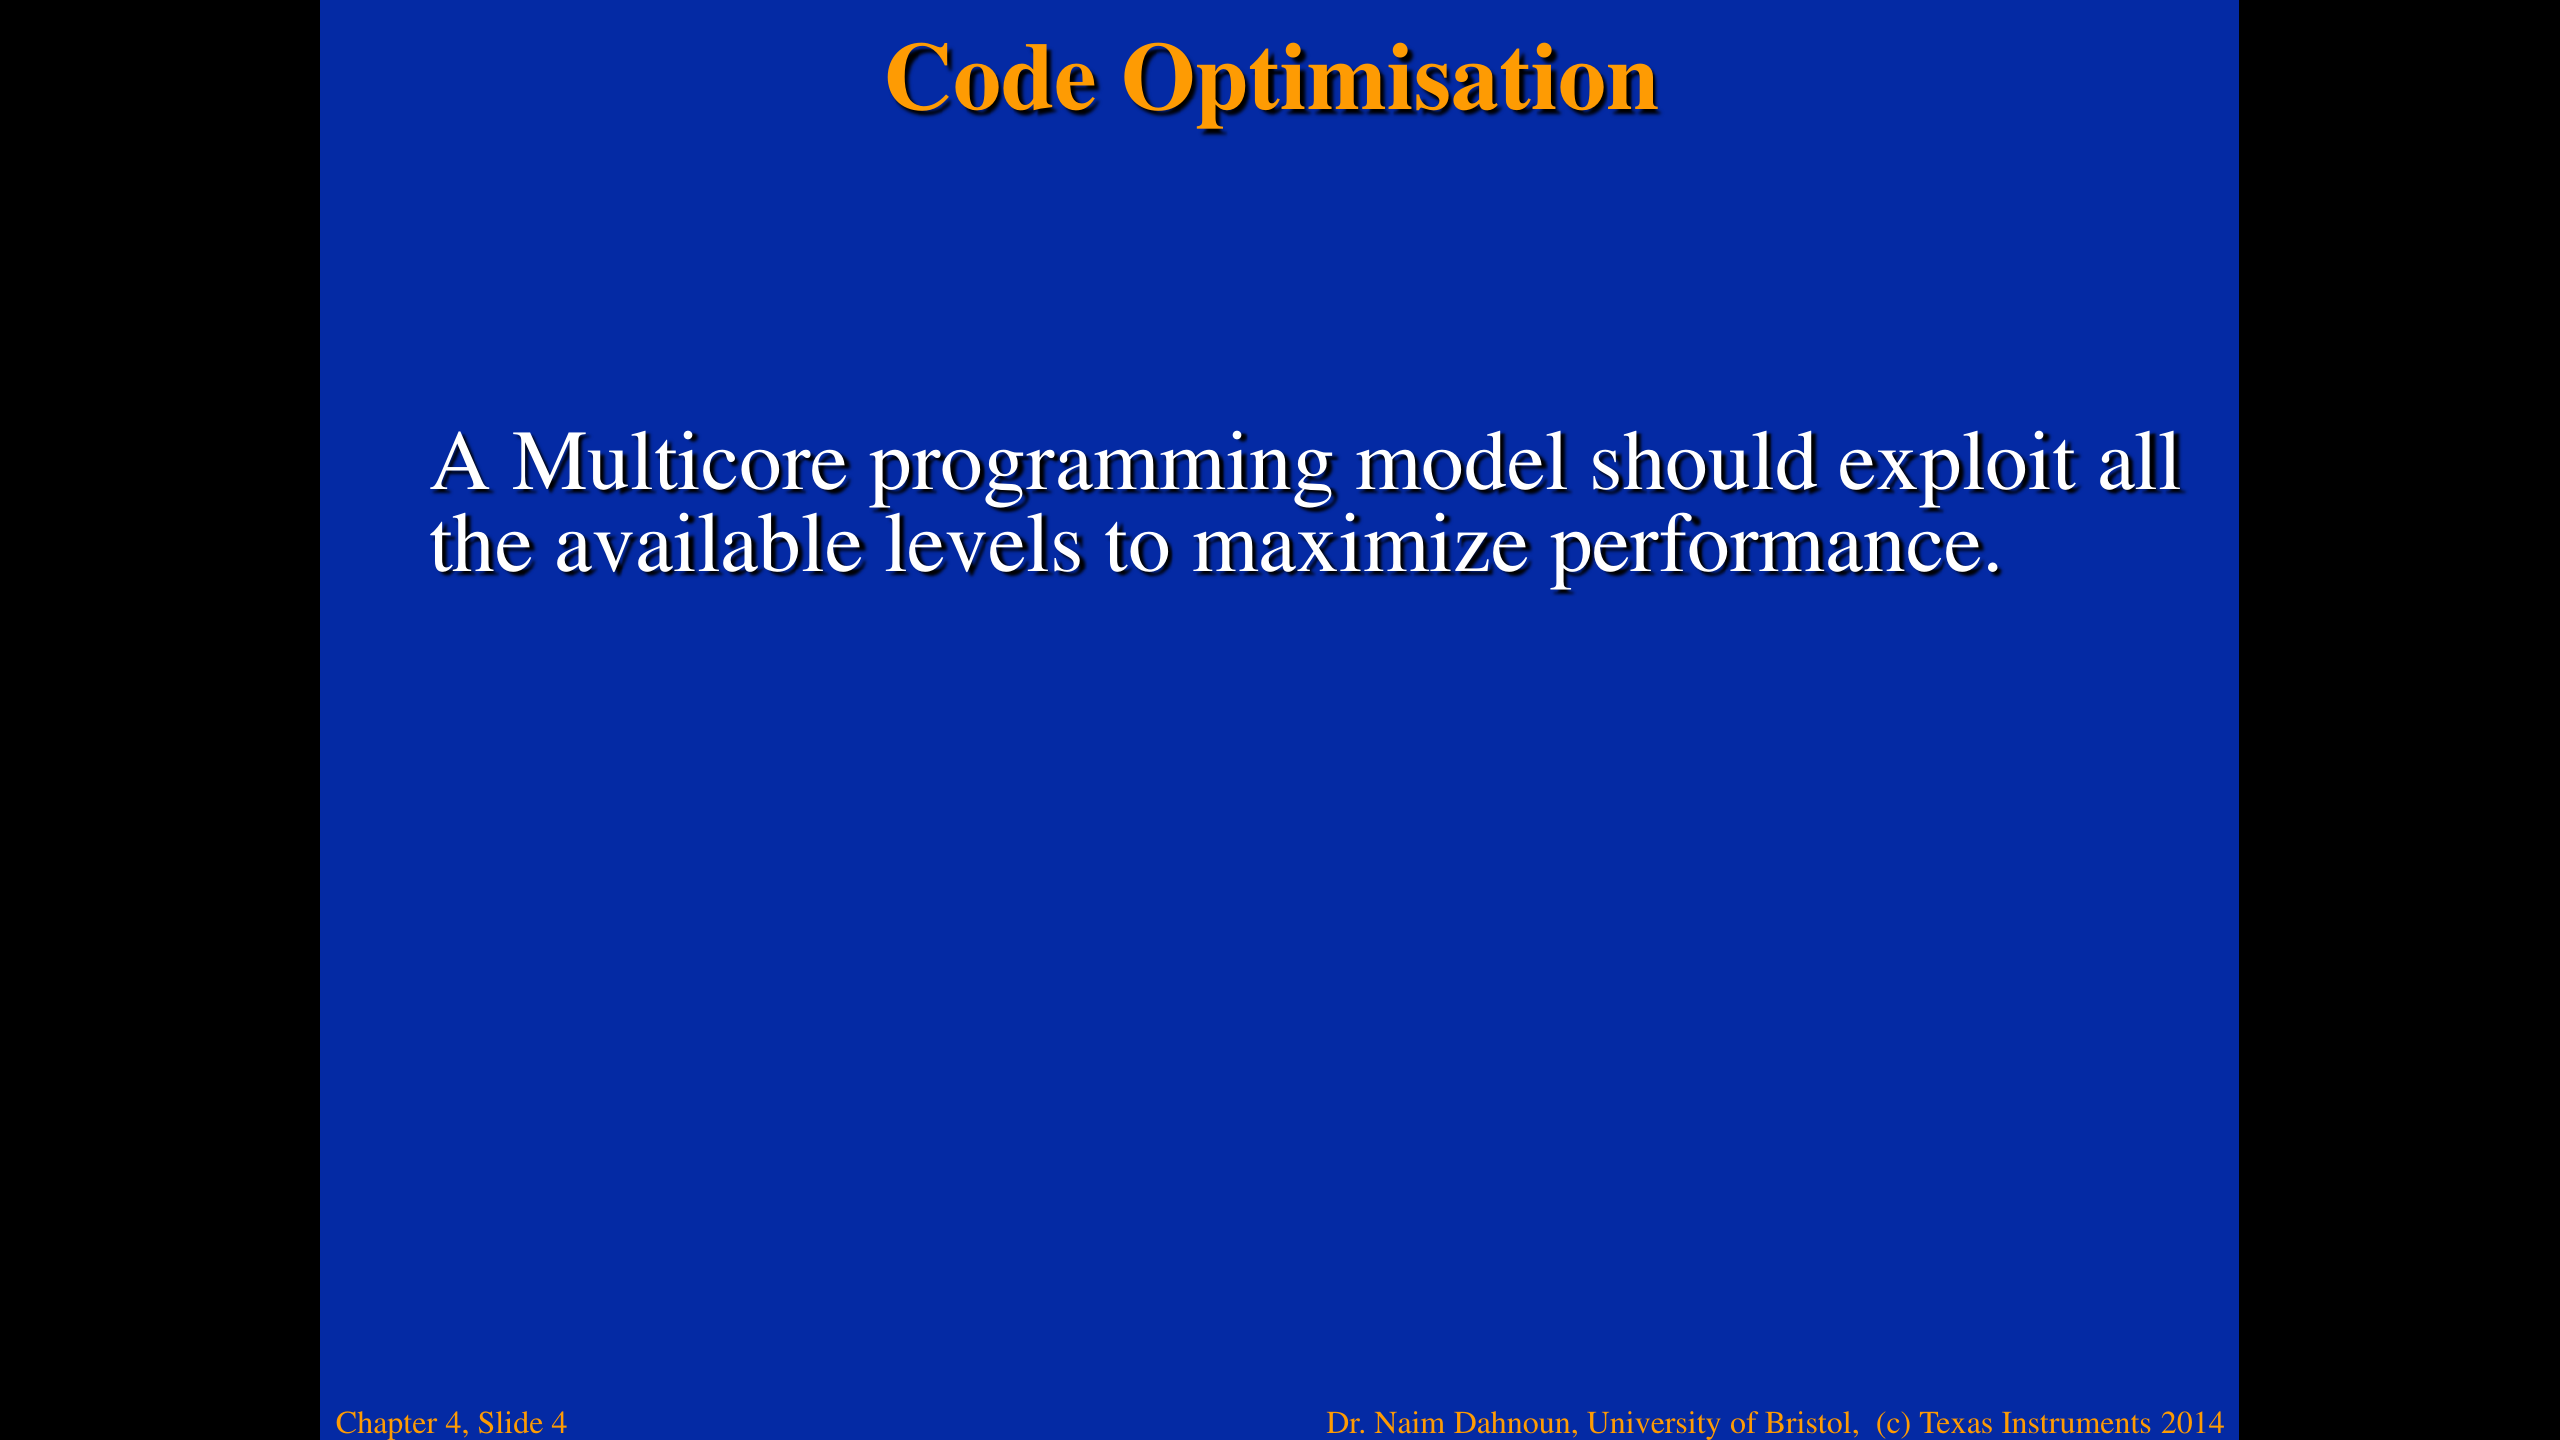 Code Optimisation
A Multicore programming model should exploit all
the available levels to maximize performance.
Chapter 4, Slide 4
Dr. Naim Dahnoun, University of Bristol,  (c) Texas Instruments 2014